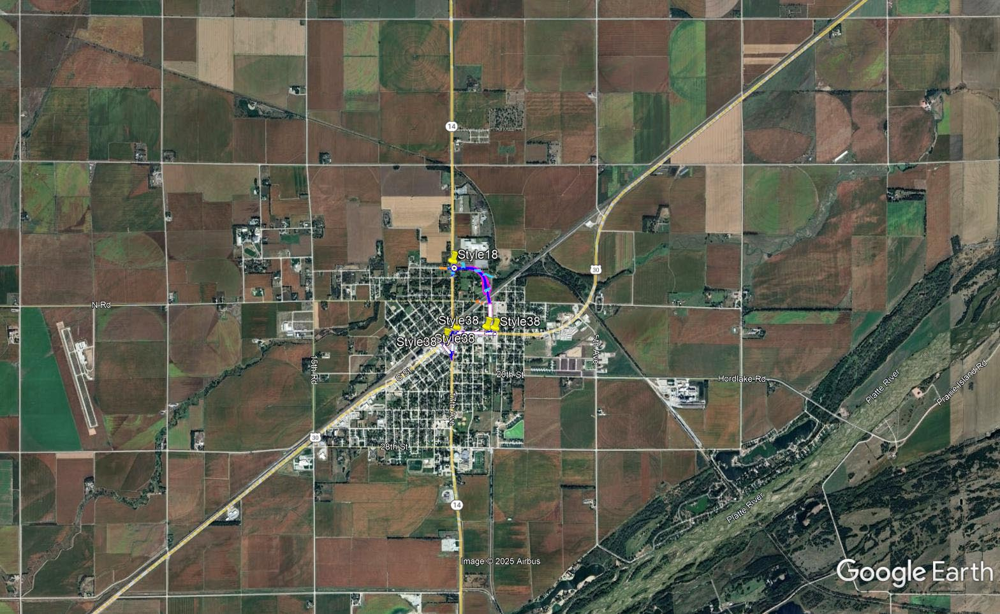 14
Style18
30
N Rd
Style38
Style38
Style38
Style38
5th Ave
15th Rd
G St
20th St
Hordlake Rd
Platte River
Prairie Island Rd
17th Ave
30
28th St
14
Platte River
Image © 2025 Airbus
Google Earth